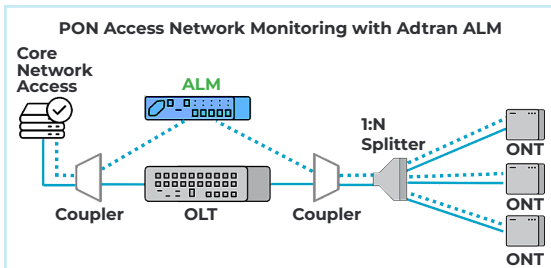 PON Access Network Monitoring with Adtran ALM
Core
Network
Access
ALM
1:N
Splitter
ONT
Coupler
OLT
Coupler
ONT
ONT